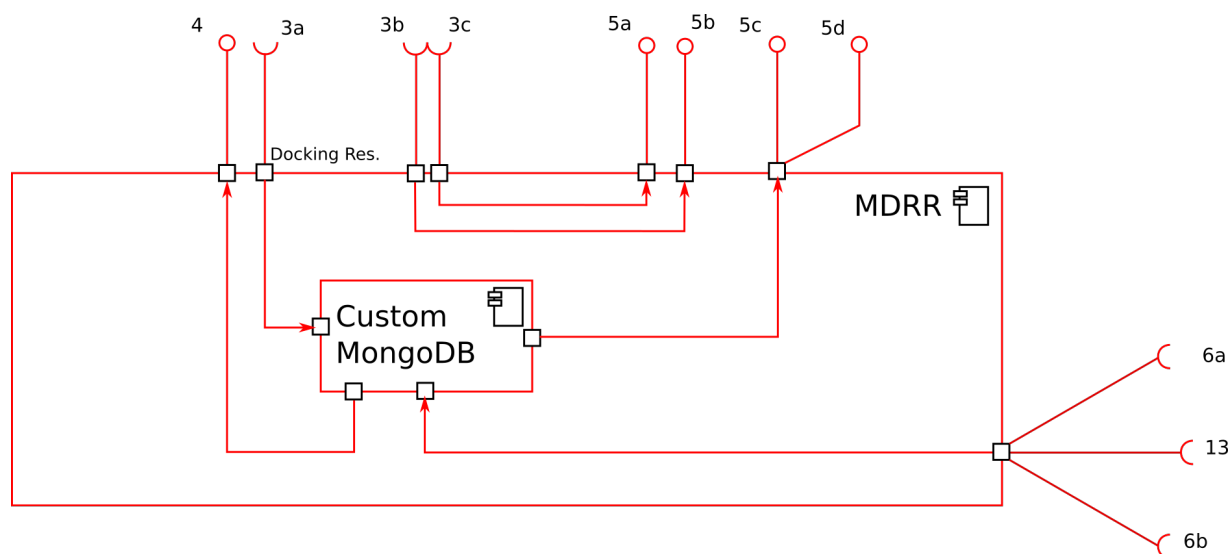 4
3a
3b
3c
5a
5b
5c
5d
Docking Res.
MDRR
Custom
MongoDB
6a
13
6b